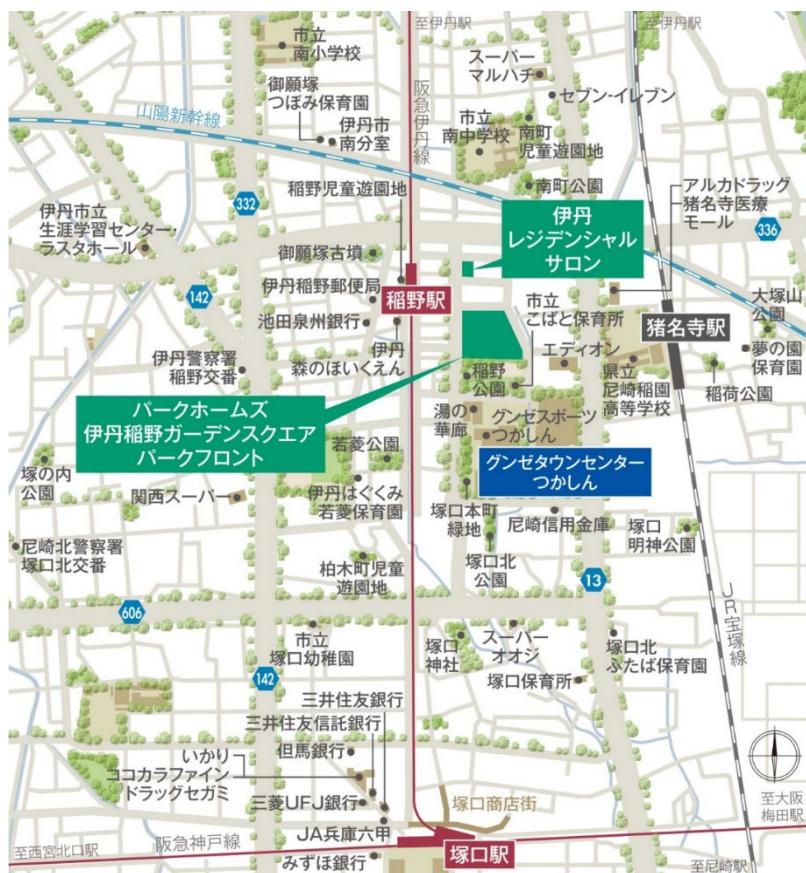 至伊丹駅
至伊丹駅
市立
南小学校
スーパー
マルハチ
セブン-イレブン
御願塚
つぼみ保育園
阪急伊丹線
山陽新幹線
伊丹市
南分室
市立
南中学校
南町
児童遊園地
稲野児童遊園地
南町公園
アルカドラッグ
猪名寺医療
モール
332
伊丹市立
生涯学習センター・
ラスタホール
伊丹
レジデンシャル
サロン
336
御願塚古墳
142
伊丹稲野郵便局
稲野駅
市立
こばと保育所
大塚山
公園
池田泉州銀行
猪名寺駅
伊丹
森のほいくえん
エディオン
夢の園
保育園
伊丹警察署
稲野交番
稲野
公園
県立
尼崎稲園
高等学校
稲荷公園
パークホームズ
伊丹稲野ガーデンスクエア
パークフロント
湯の
華廊
グンゼスポーツ
つかしん
若菱公園
グンゼタウンセンター
つかしん
塚の内
公園
関西スーパー
伊丹はぐくみ
若菱保育園
塚口本町
緑地
尼崎信用金庫
塚口
明神公園
尼崎北警察署
塚口北交番
柏木町児童
遊園地
塚口北
公園
13
606
JR宝塚線
市立
塚口幼稚園
塚口
神社
スーパー
オオジ
塚口北
ふたば保育園
142
塚口保育所
三井住友銀行
三井住友信託銀行
いかり
但馬銀行
ココカラファイン
ドラッグセガミ
三菱UFJ銀行
塚口商店街
至大阪
梅田駅
JA兵庫六甲
阪急神戸線
至西宮北口駅
みずほ銀行
塚口駅
至尼崎駅